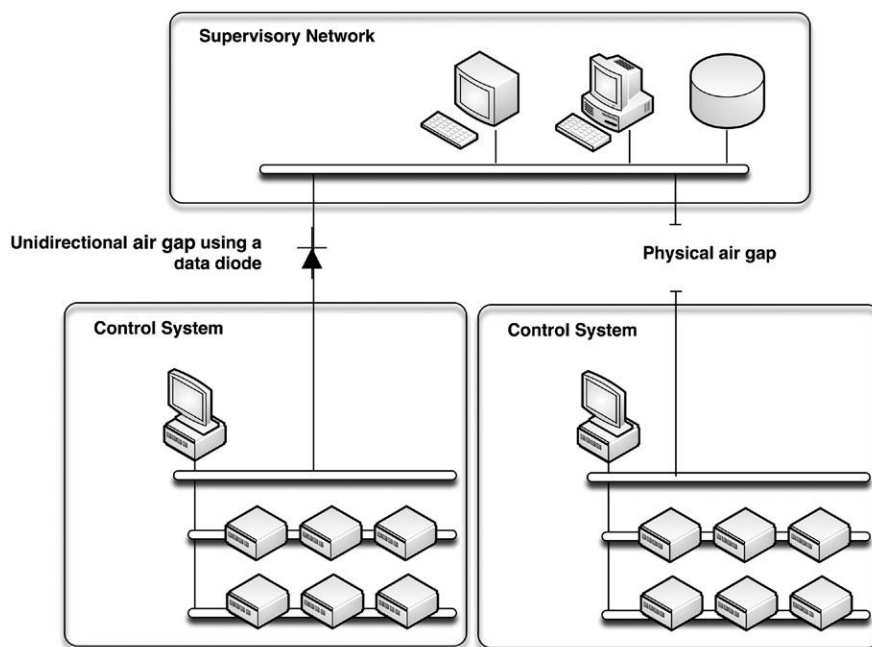 Supervisory Network
Unidirectional air gap using a
data diode
Physical air gap
Control System
Control System